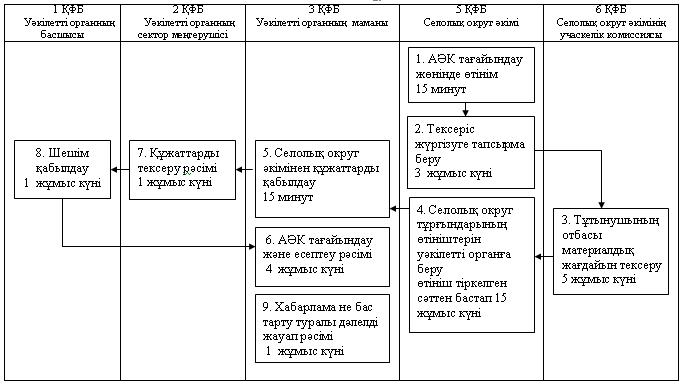 1 ҚФБ
Уәкілетті органның
басшысы
2 ҚФБ
Уәкілетті органның
сектор меңгерушісі
3 ҚФБ
Уәкілетті органның маманы
5 ҚФБ
Селолық округ әкімі
6 ҚФБ
Селолық округ әкімінің
учаскелік комиссиясы
1. АӘК тағайындау
жөнінде өтінім
15 минут
2. Тексеріс
жүргізуге тапсырма
беру
3 жұмыс күні
8. Шешім
қабылдау
1 жұмыс күні
7. Құжаттарды
тексеру рәсімі
1 жұмыс күні
5. Селолық округ
әкімінен құжаттарды
қабылдау
15 минут
4. Селолық округ
тұрғындарының
өтініштерін
уәкілетті органға
беру
өтініш тіркелген
сәттен бастап 15
жұмыс күні
3. Тұтынушының
отбасы
материалдық
жағдайын тексеру
5 жұмыс күні
6. АӘК тағайындау
және есептеу рәсімі
4 жұмыс күні
9. Хабарлама не бас
тарту туралы дәлелді
жауап рәсімі
1 жұмыс күні